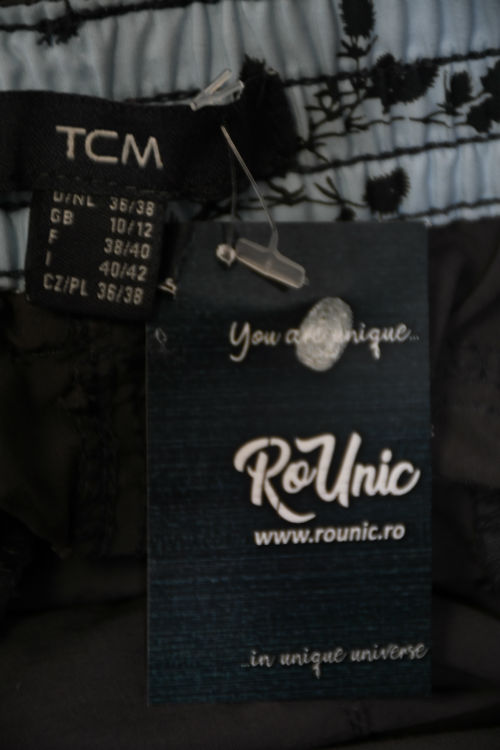 TCM
D/NL 36/38
GB 10/12
F 38/40
I 40/42
CZ/PL 36/38
You are unique...
RoUnic
www.rounic.ro
...in unique universe